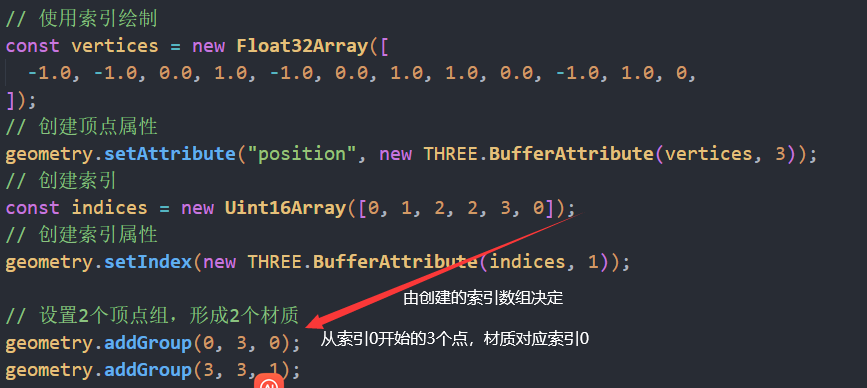 // 使用索引绘制
const vertices = new Float32Array([
-1.0, -1.0, 0.0, 1.0, -1.0, 0.0, 1.0, 1.0, 0.0, -1.0, 1.0, 0,
]);
// 创建顶点属性
geometry.setAttribute("position", new THREE.BufferAttribute(vertices, 3));
// 创建索引
const indices = new Uint16Array([0, 1, 2, 2, 3, 0]);
// 创建索引属性
geometry.setIndex(new THREE.BufferAttribute(indices, 1));
由创建的索引数组决定
// 设置2个顶点组，形成2个材质
geometry.addGroup(0, 3, 0);
从索引0开始的3个点，材质对应索引0
geometry.addGroup(3, 3, 1);